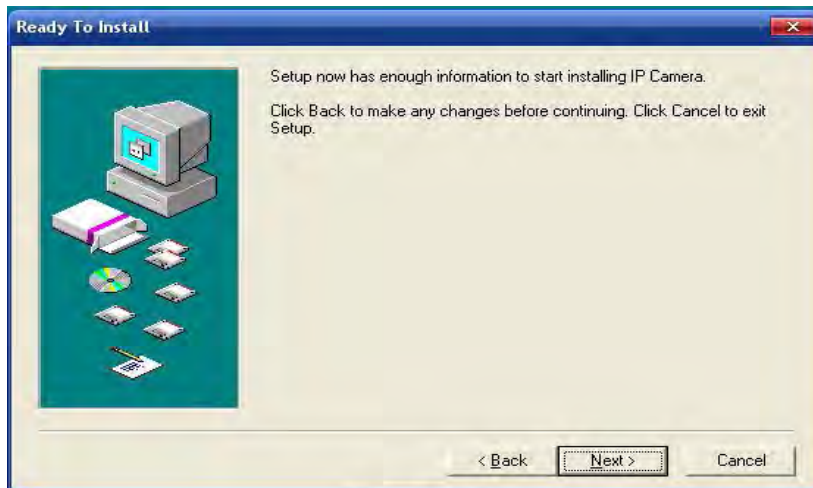 Ready To Install
Setup now has enough information to start installing IP Camera.
Click Back to make any changes before continuing. Click Cancel to exit
Setup.
< Back
Next >
Cancel